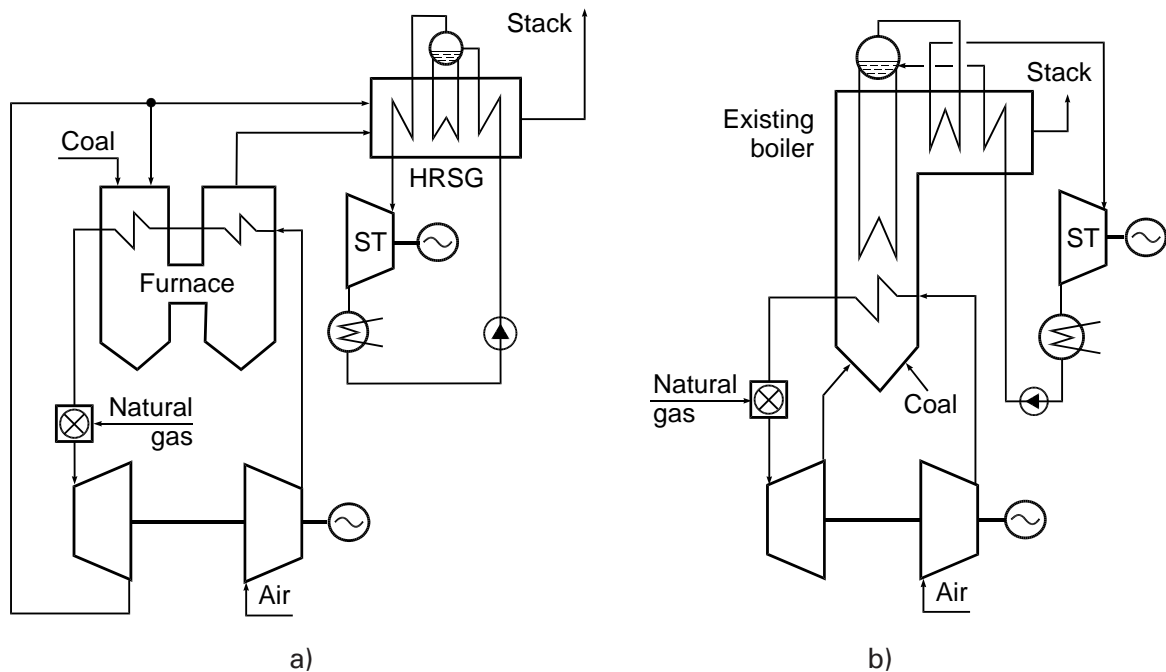 Stack
Coal
HRSG
ST
Furnace
Natural
gas
Air
a)
Stack
Existing
boiler
ST
Natural
gas
Coal
Air
b)